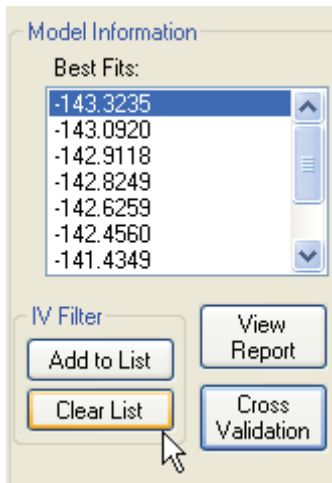 Model Information
Best Fits:
-143.3235
-143.0920
-142.9118
-142.8249
-142.6259
-142.4560
-141.4349
IV Filter
Add to List
Clear List
View
Report
Cross
Validation